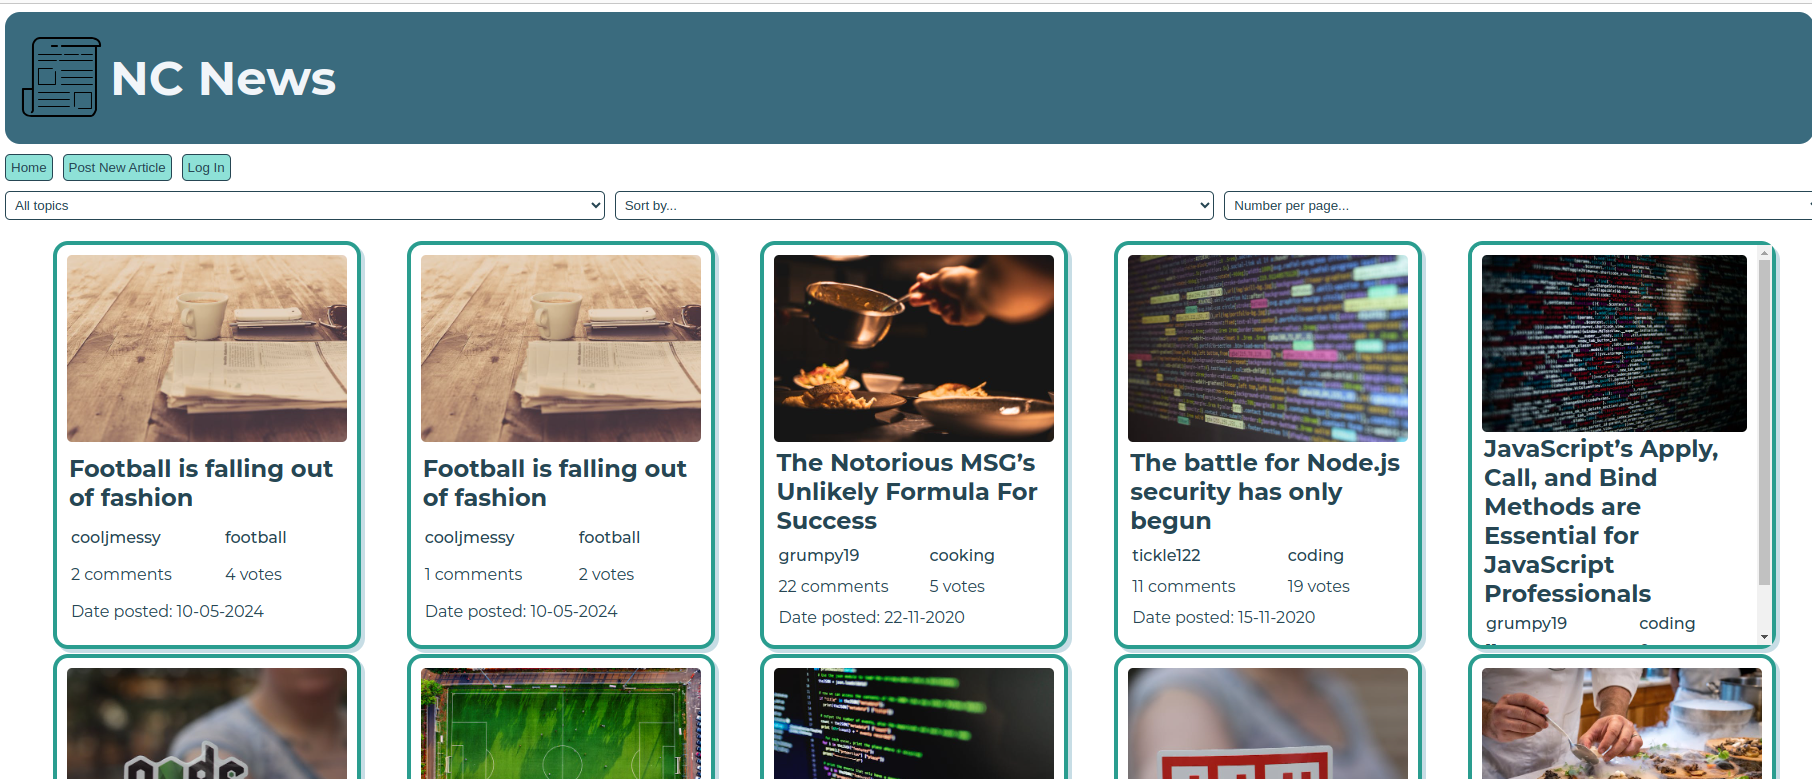 NC News
Home
Post New Article
Log In
All topics
Sort by...
Number per page...
Football is falling out
of fashion
cooljmessy football
2 comments 4 votes
Date posted: 10-05-2024
Football is falling out
of fashion
cooljmessy football
1 comments 2 votes
Date posted: 10-05-2024
The Notorious MSG’s
Unlikely Formula For
Success
grumpy19 cooking
22 comments 5 votes
Date posted: 22-11-2020
The battle for Node.js
security has only
begun
tickle122 coding
11 comments 19 votes
Date posted: 15-11-2020
JavaScript’s Apply,
Call, and Bind
Methods are
Essential for
JavaScript
Professionals
grumpy19 coding
node